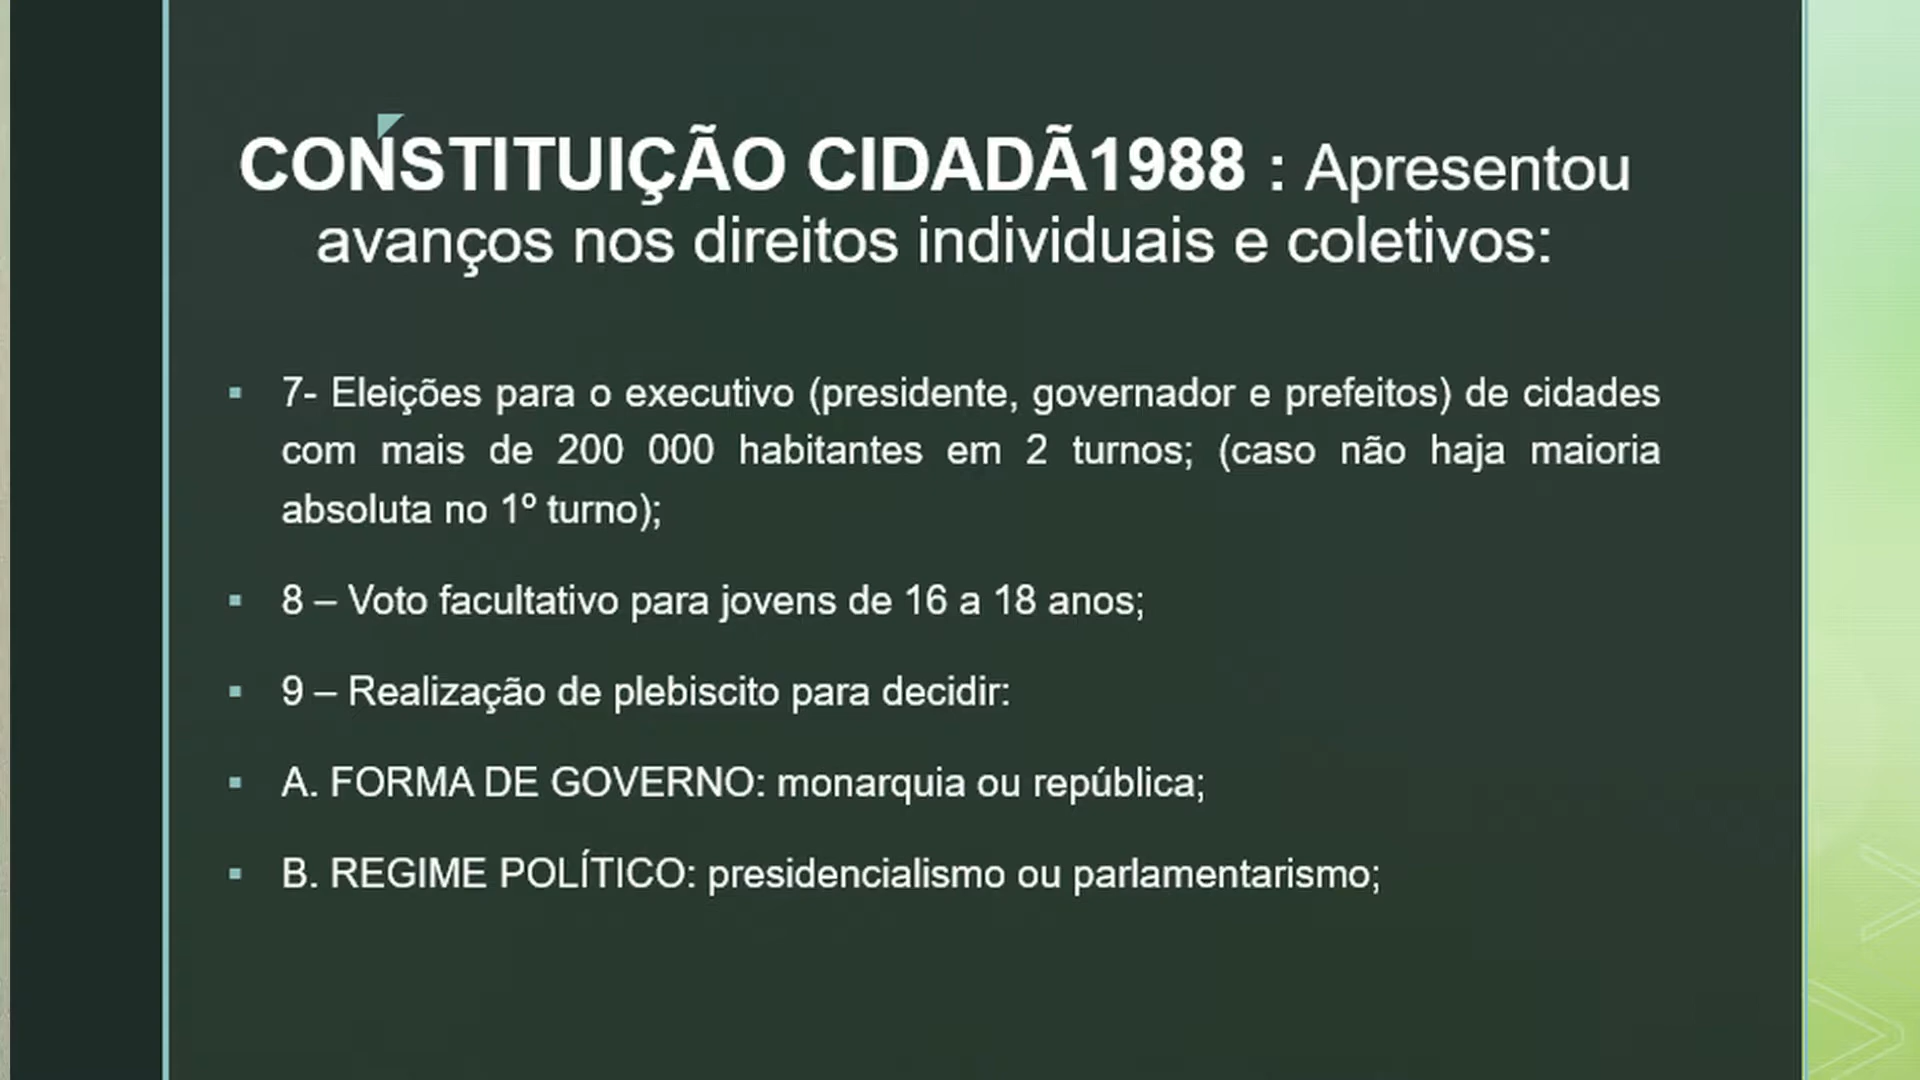 CONSTITUIÇÃO CIDADÃ1988 : Apresentou
avanços nos direitos individuais e coletivos:
7- Eleições para o executivo (presidente, governador e prefeitos) de cidades
com mais de 200 000 habitantes em 2 turnos; (caso não haja maioria
absoluta no 1º turno);
8 – Voto facultativo para jovens de 16 a 18 anos;
9 – Realização de plebiscito para decidir:
A. FORMA DE GOVERNO: monarquia ou república;
B. REGIME POLÍTICO: presidencialismo ou parlamentarismo;